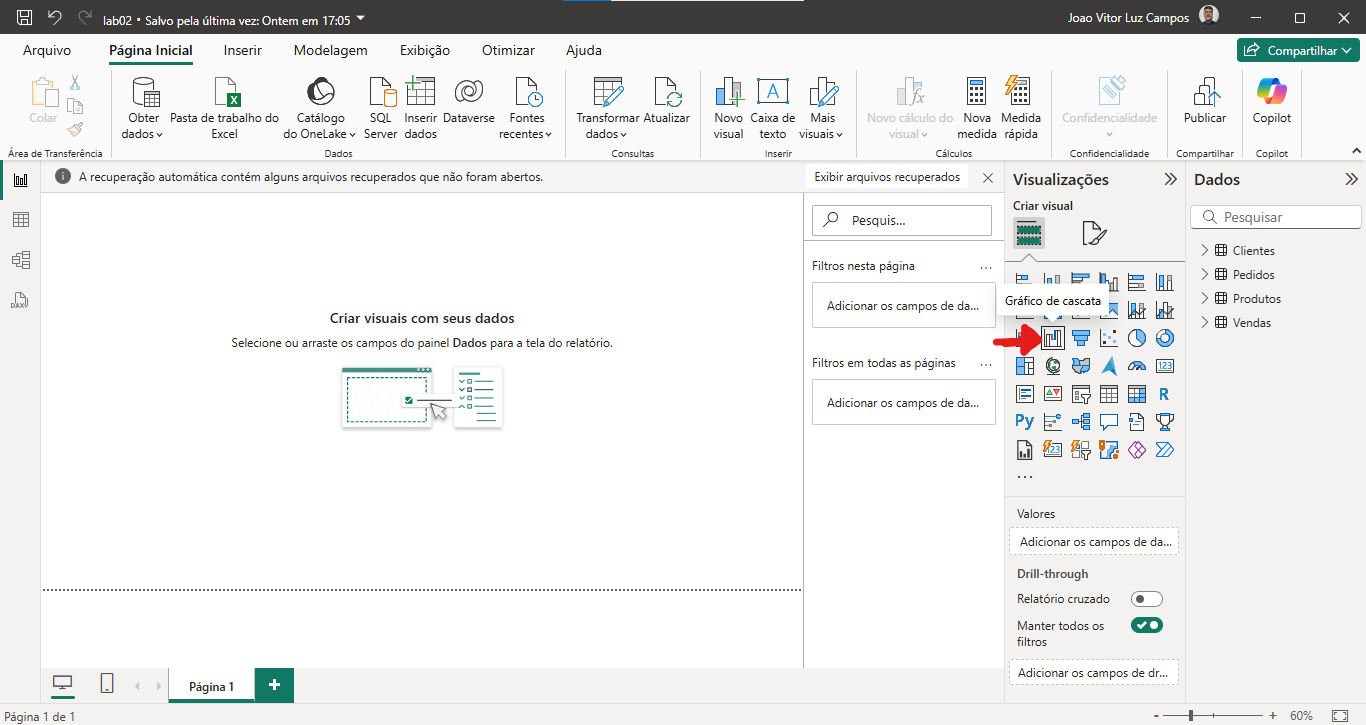 lab02 • Salvo pela última vez: Ontem em 17:05
Joao Vitor Luz Campos
Arquivo
Página Inicial
Inserir
Modelagem
Exibição
Otimizar
Ajuda
Compartilhar
Colar
Obter
dados
Pasta de trabalho do
Excel
Catálogo
do OneLake
SQL
Server
Inserir
dados
Dataverse
Fontes
recentes
Transformar
dados
Atualizar
Novo
visual
A
Caixa de
texto
Mais
visuais
Novo cálculo do
visual
Nova
medida
Medida
rápida
Confidencialidade
Publicar
Copilot
Área de Transferência
Dados
Consultas
Inserir
Cálculos
Confidencialidade
Compartilhar
Copilot
A recuperação automática contém alguns arquivos recuperados que não foram abertos.
Exibir arquivos recuperados
DAX
Criar visuais com seus dados
Selecione ou arraste os campos do painel Dados para a tela do relatório.
Pesquis...
Filtros nesta página
...
Adicionar os campos de da...
Filtros em todas as páginas
...
Adicionar os campos de da...
Visualizações
Criar visual
Gráfico de cascata
123
R
Py
123
...
Valores
Adicionar os campos de da...
Drill-through
Relatório cruzado
Manter todos os
filtros
Adicionar os campos de dr...
Dados
Pesquisar
Clientes
Pedidos
Produtos
Vendas
Página 1
+
Página 1 de 1
- + 60%